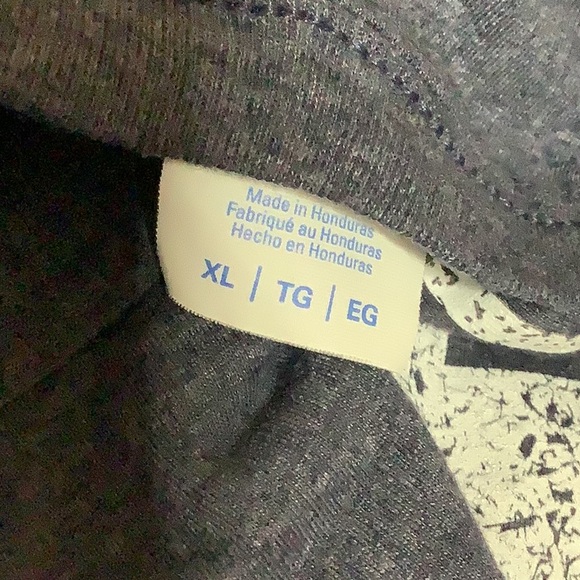 Made in Honduras
Fabriqué au Honduras
Hecho en Honduras
XL | TG | EG